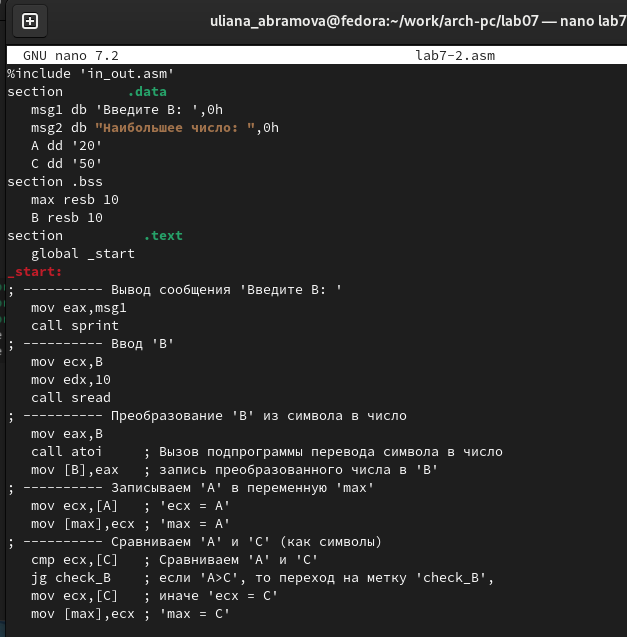 uliana_abramova@fedora:~/work/arch-pc/lab07 — nano lab7
GNU nano 7.2 lab7-2.asm
%include 'in_out.asm'
section .data
msg1 db 'Введите B: ',0h
msg2 db "Наибольшее число: ",0h
A dd '20'
C dd '50'
section .bss
max resb 10
B resb 10
section .text
global _start
_start:
; ---------- Вывод сообщения 'Введите B: '
mov eax,msg1
call sprint
; ---------- Ввод 'B'
mov ecx,B
mov edx,10
call sread
; ---------- Преобразование 'B' из символа в число
mov eax,B
call atoi ; Вызов подпрограммы перевода символа в число
mov [B],eax ; запись преобразованного числа в 'B'
; ---------- Записываем 'A' в переменную 'max'
mov ecx,[A] ; 'ecx = A'
mov [max],ecx ; 'max = A'
; ---------- Сравниваем 'A' и 'С' (как символы)
cmp ecx,[C] ; Сравниваем 'A' и 'С'
jg check_B ; если 'A>C', то переход на метку 'check_B',
mov ecx,[C] ; иначе 'ecx = C'
mov [max],ecx ; 'max = C'